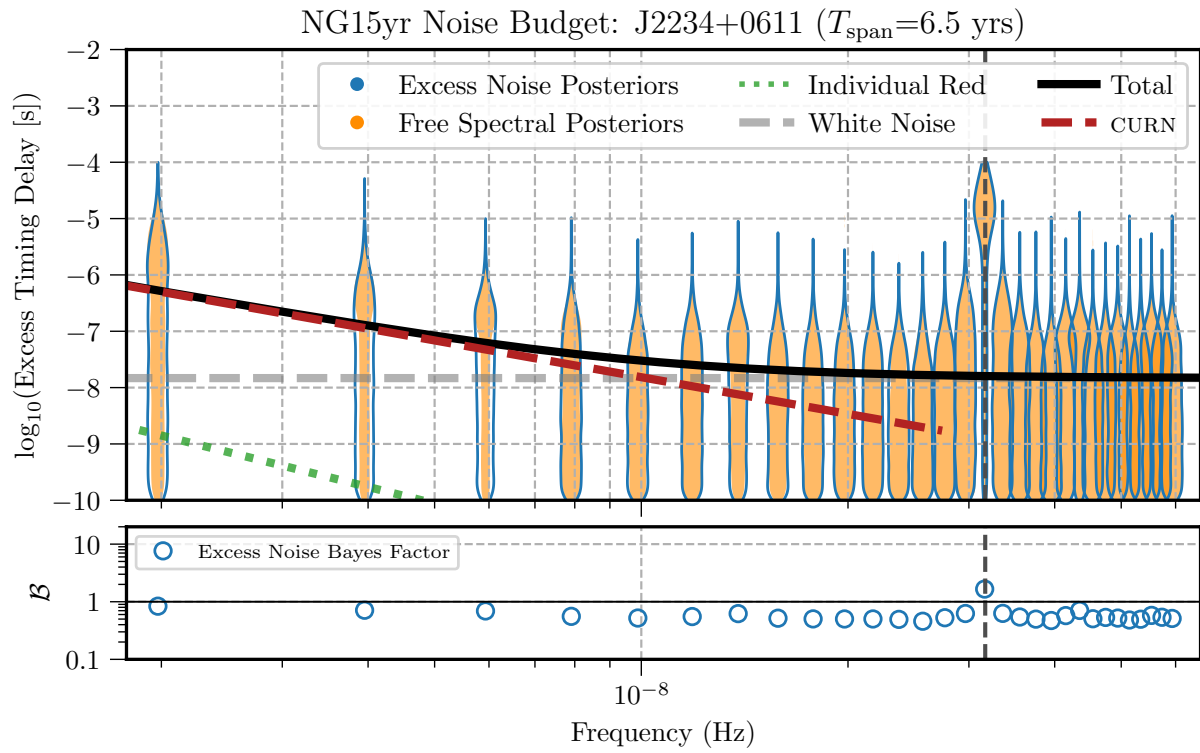 NG15yr Noise Budget: J2234+0611 (T_span=6.5 yrs)
Excess Noise Posteriors
Free Spectral Posteriors
Individual Red
White Noise
Total
CURN
log₁₀(Excess Timing Delay [s])
−2
−3
−4
−5
−6
−7
−8
−9
−10
Excess Noise Bayes Factor
ℬ
10
1
0.1
10⁻⁸
Frequency (Hz)